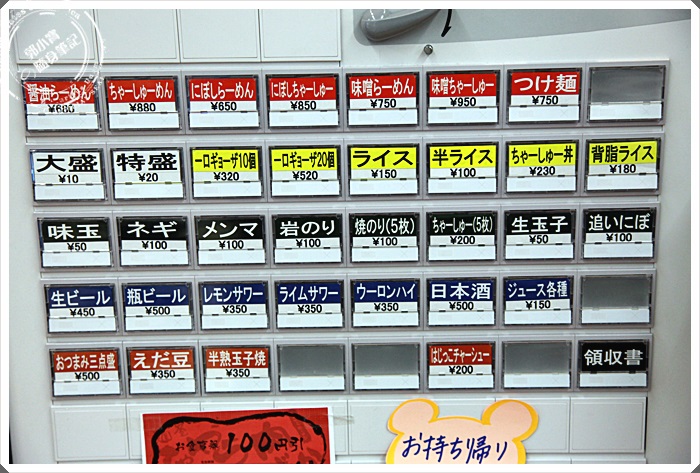 醤油らーめん
¥680
ちゃーしゅーめん
¥880
にぼしらーめん
¥650
にぼしちゃーしゅー
¥850
味噌らーめん
¥750
味噌ちゃーしゅー
¥950
つけ麺
¥750
大盛
¥10
特盛
¥20
一口ギョーザ10個
¥320
一口ギョーザ20個
¥520
ライス
¥150
半ライス
¥100
ちゃーしゅー丼
¥230
背脂ライス
¥180
味玉
¥50
ネギ
¥100
メンマ
¥100
岩のり
¥100
焼のり(5枚)
¥100
ちゃーしゅー(5枚)
¥200
生玉子
¥50
追いにぼ
¥100
生ビール
¥450
瓶ビール
¥500
レモンサワー
¥350
ライムサワー
¥350
ウーロンハイ
¥350
日本酒
¥500
ジュース各種
¥150
おつまみ三点盛
¥500
えだ豆
¥350
半熟玉子焼
¥350
はじっこチャーシュー
¥200
領収書
100円引
お持ち帰り